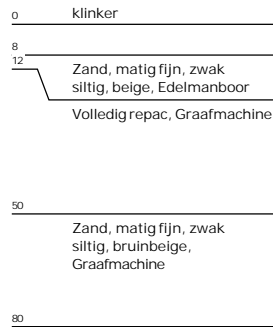 0 klinker
8
12
Zand, matig fijn, zwak
siltig, beige, Edelmanboor
Volledig repac, Graafmachine
50
Zand, matig fijn, zwak
siltig, bruinbeige,
Graafmachine
80